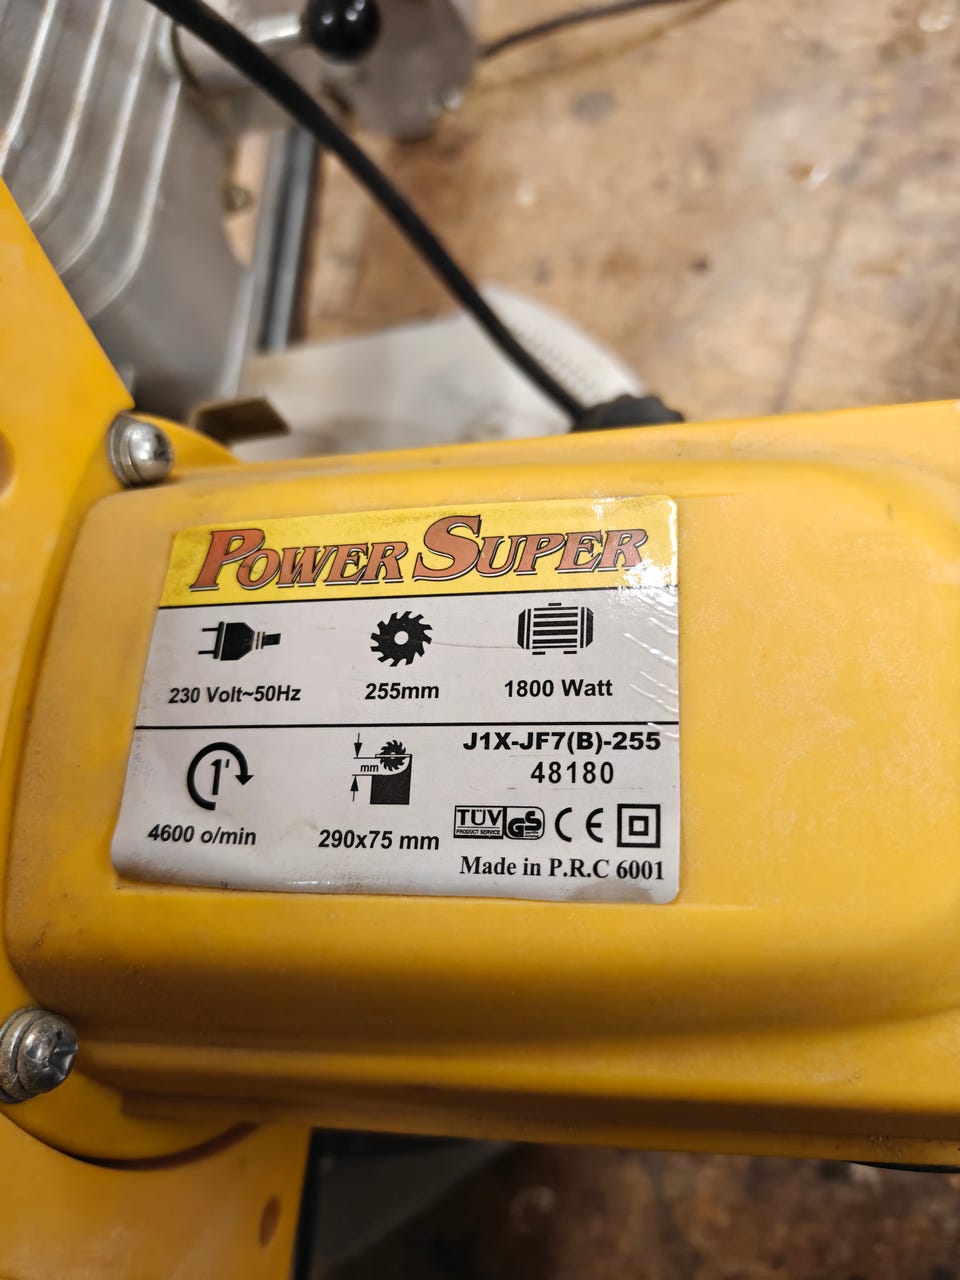 POWER SUPER
230 Volt~50Hz
255mm
1800 Watt
1'
4600 o/min
mm
290x75 mm
J1X-JF7(B)-255
48180
TÜV
PRODUCT SERVICE
GS
CE
Made in P.R.C 6001